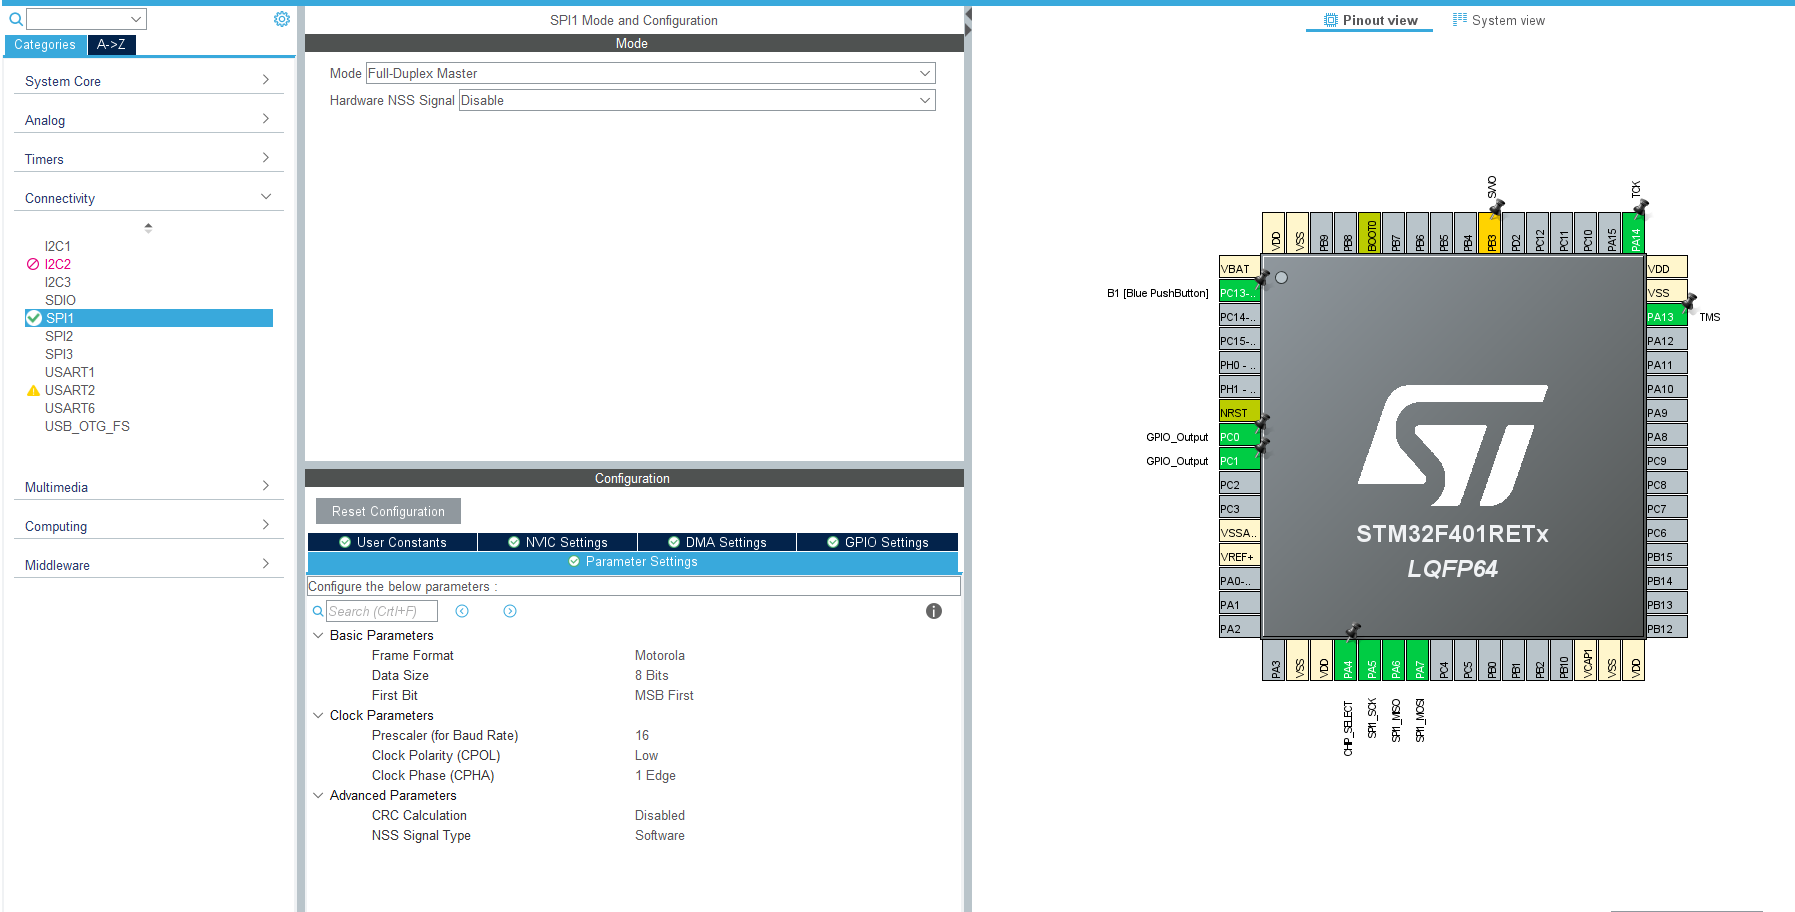 Categories
A->Z
System Core
Analog
Timers
Connectivity
I2C1
I2C2
I2C3
SDIO
SPI1
SPI2
SPI3
USART1
USART2
USART6
USB_OTG_FS
Multimedia
Computing
Middleware
SPI1 Mode and Configuration
Mode
Mode Full-Duplex Master
Hardware NSS Signal Disable
Configuration
Reset Configuration
User Constants
NVIC Settings
DMA Settings
GPIO Settings
Parameter Settings
Configure the below parameters :
Search (Crtl+F)
Basic Parameters
Frame Format Motorola
Data Size 8 Bits
First Bit MSB First
Clock Parameters
Prescaler (for Baud Rate) 16
Clock Polarity (CPOL) Low
Clock Phase (CPHA) 1 Edge
Advanced Parameters
CRC Calculation Disabled
NSS Signal Type Software
Pinout view
System view
SWO
TCK
VDD
VSS
PB9
PB8
BOOT0
PB7
PB6
PB5
PB4
PB3
PD2
PC12
PC11
PC10
PA15
PA14
VBAT
B1 [Blue PushButton] PC13-..
PC14-..
PC15-..
PH0 - ..
PH1 - ..
NRST
GPIO_Output PC0
GPIO_Output PC1
PC2
PC3
VSSA..
VREF+
PA0-..
PA1
PA2
ST
STM32F401RETx
LQFP64
VDD
VSS
PA13 TMS
PA12
PA11
PA10
PA9
PA8
PC9
PC8
PC7
PC6
PB15
PB14
PB13
PB12
PA3
VSS
VDD
PA4
PA5
PA6
PA7
PC4
PC5
PB0
PB1
PB2
PB10
VCAP1
VSS
VDD
CHIP_SELECT
SPI1_SCK
SPI1_MISO
SPI1_MOSI